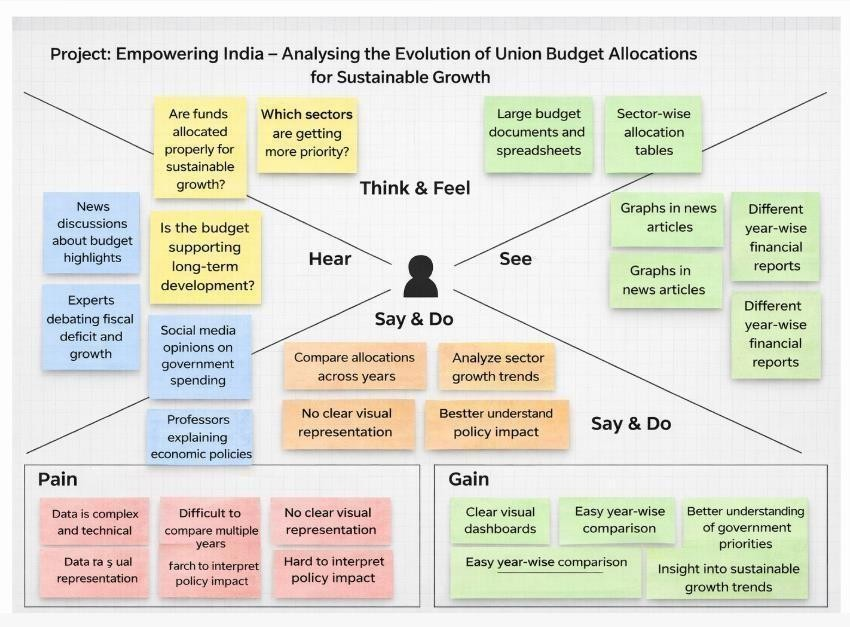 Project: Empowering India – Analysing the Evolution of Union Budget Allocations
for Sustainable Growth
Are funds
allocated
properly for
sustainable
growth?
Which sectors
are getting
more priority?
Large budget
documents and
spreadsheets
Sector-wise
allocation
tables
Think & Feel
News
discussions
about budget
highlights
Is the budget
supporting
long-term
development?
Hear
See
Graphs in news
articles
Different
year-wise
financial
reports
Graphs in
news articles
Experts
debating fiscal
deficit and
growth
Social media
opinions on
government
spending
Different
year-wise
financial
reports
Say & Do
Compare allocations
across years
Analyze sector
growth trends
No clear visual
representation
Bestter understand
policy impact
Say & Do
Professors
explaining
economic policies
Pain
Data is complex
and technical
Difficult to
compare multiple
years
No clear visual
representation
Data ra s ual
representation
farch to interpret
policy impact
Hard to interpret
policy impact
Gain
Clear visual
dashboards
Easy year-wise
comparison
Better understanding
of government
priorities
Easy year-wise comparison
Insight into sustainable
growth trends